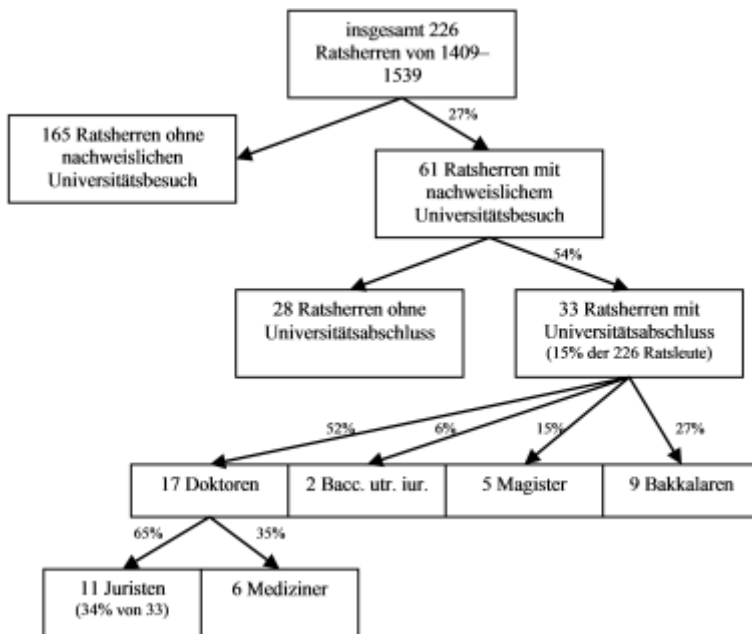 insgesamt 226
Ratsherren von 1409–
1539
27%
165 Ratsherren ohne
nachweislichen
Universitätsbesuch
61 Ratsherren mit
nachweislichem
Universitätsbesuch
54%
28 Ratsherren ohne
Universitätsabschluss
33 Ratsherren mit
Universitätsabschluss
(15% der 226 Ratsleute)
52%
6%
15%
27%
17 Doktoren
2 Bacc. utr. iur.
5 Magister
9 Bakkalaren
65%
35%
11 Juristen
(34% von 33)
6 Mediziner